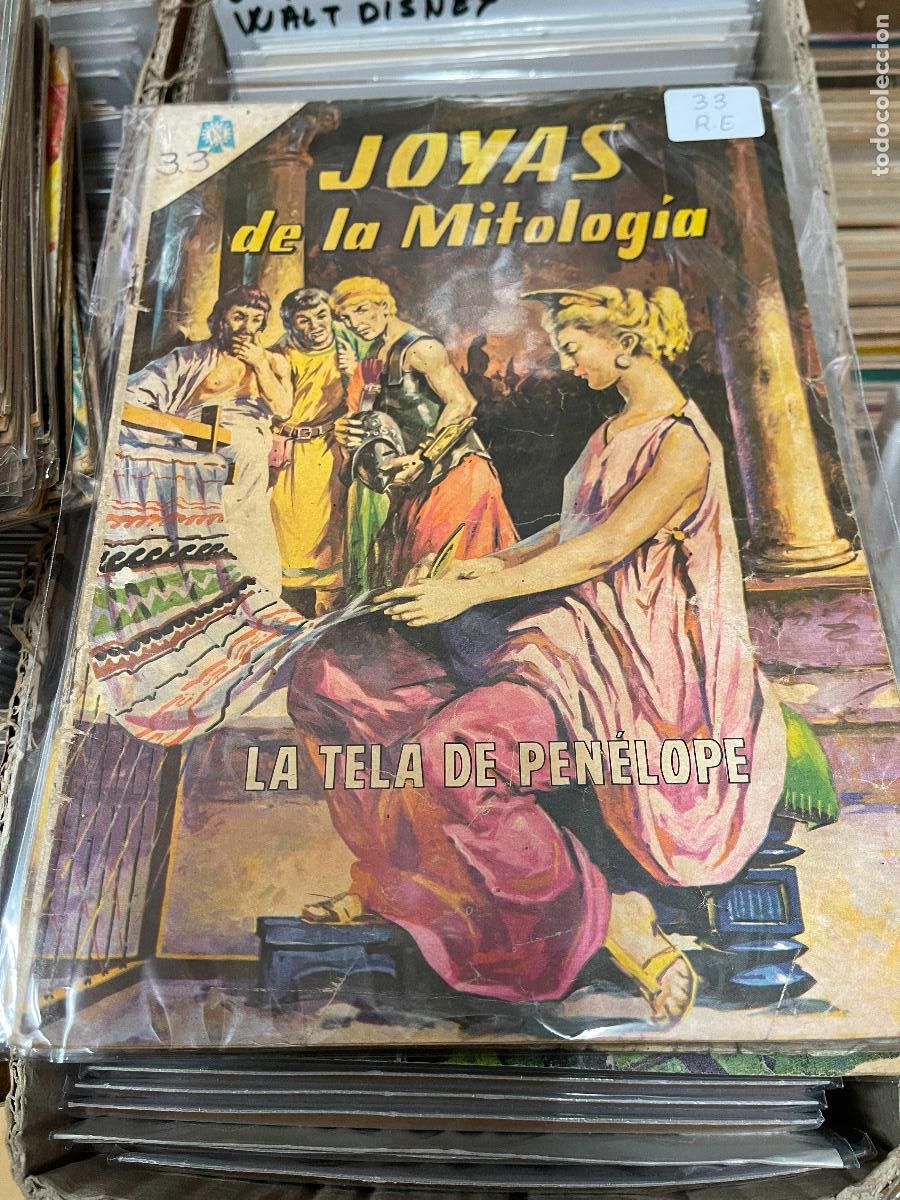 WALT DISNEY
33
R.E
33
JOYAS
de la Mitología
LA TELA DE PENÉLOPE
todocoleccion